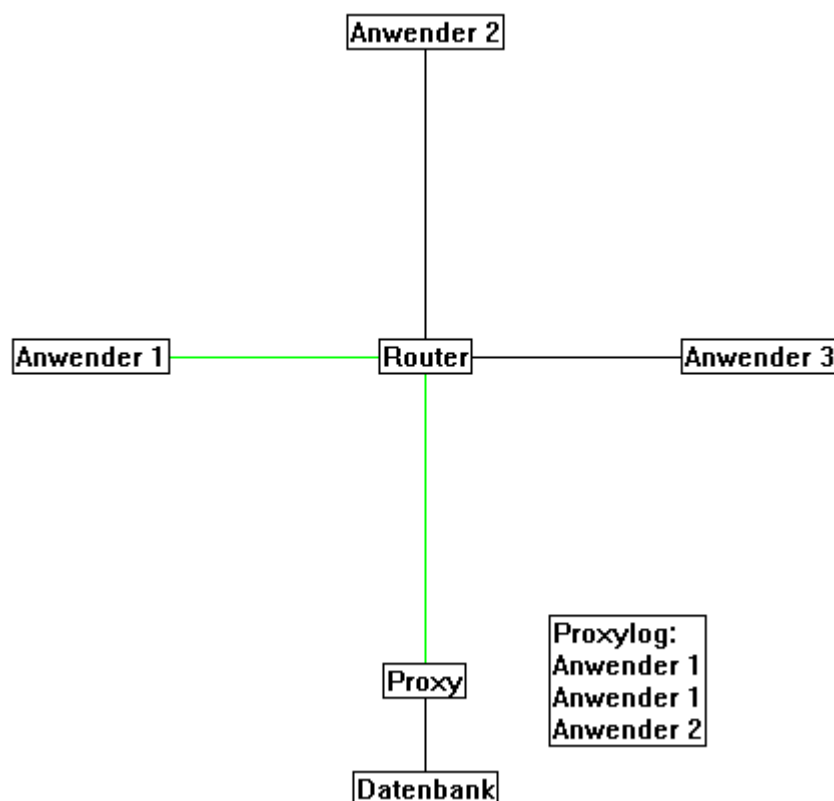 Anwender 2
Anwender 1
Router
Anwender 3
Proxy
Proxylog:
Anwender 1
Anwender 1
Anwender 2
Datenbank